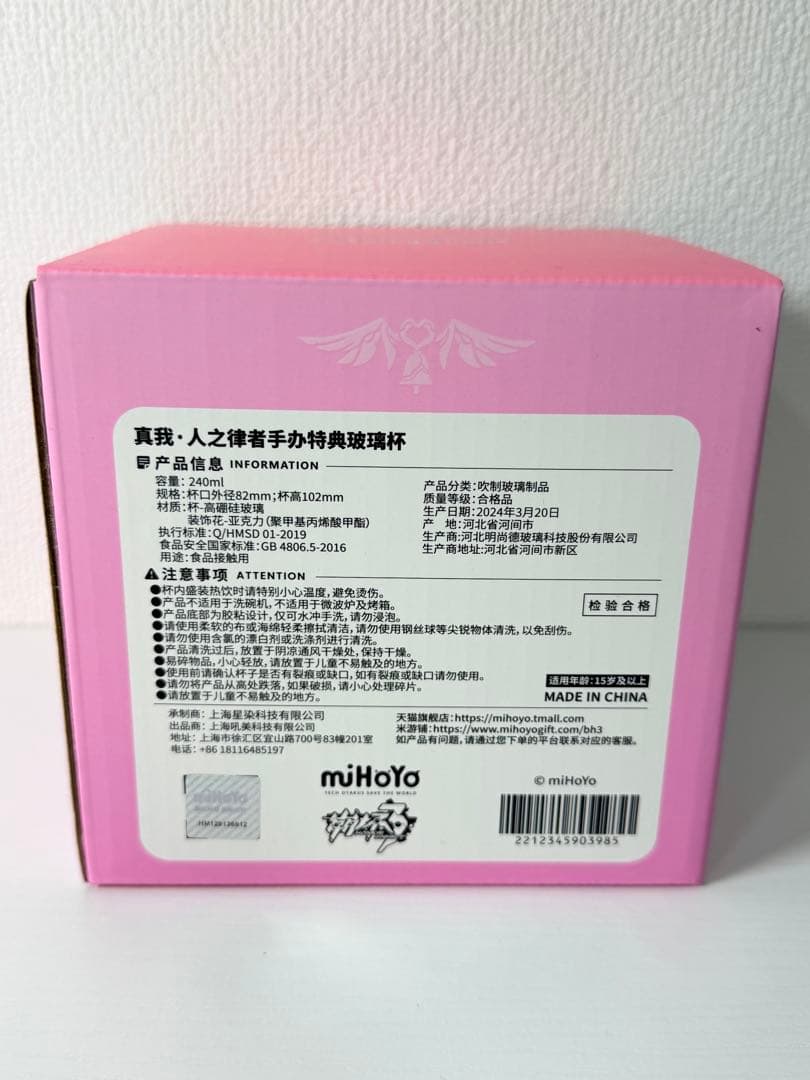 真我·人之律者手办特典玻璃杯
产品信息 INFORMATION
容量：240ml
规格：杯口外径82mm；杯高102mm
材质：杯-高硼硅玻璃
装饰花-亚克力（聚甲基丙烯酸甲酯）
执行标准：Q/HMSD 01-2019
食品安全国家标准：GB 4806.5-2016
用途：食品接触用
产品分类：吹制玻璃制品
质量等级：合格品
生产日期：2024年3月20日
产 地：河北省河间市
生产商：河北明尚德玻璃科技股份有限公司
生产商地址：河北省河间市新区
注意事项 ATTENTION
●杯内盛装热饮时请特别小心温度，避免烫伤。
●产品不适用于洗碗机，不适用于微波炉及烤箱。
●产品底部为胶粘设计，仅可水冲手洗，请勿浸泡。
●请使用柔软的布或海绵轻柔擦拭清洁，请勿使用钢丝球等尖锐物体清洗，以免刮伤。
●请勿使用含氯的漂白剂或洗涤剂进行清洗。
●产品清洗过后，放置于阴凉通风干燥处，保持干燥。
●易碎物品，小心轻放，请放置于儿童不易触及的地方。
●使用前请确认杯子是否有裂痕或缺口，如有裂痕或缺口请勿使用。
●请勿将产品从高处跌落，如果破损，请小心处理碎片。
●请放置于儿童不易触及的地方。
检验合格
适用年龄：15岁及以上
MADE IN CHINA
承制商：上海星染科技有限公司
出品商：上海吼美科技有限公司
地址：上海市徐汇区宜山路700号83幢201室
电话：+86 18116485197
天猫旗舰店：https://mihoyo.tmall.com
米游铺：https://www.mihoyogift.com/bh3
如产品有问题，请通过您下单的平台联系对应的客服。
miHoYo
TECH OTAKUS SAVE THE WORLD
崩坏3
© miHoYo
2212345903985
miHoYo